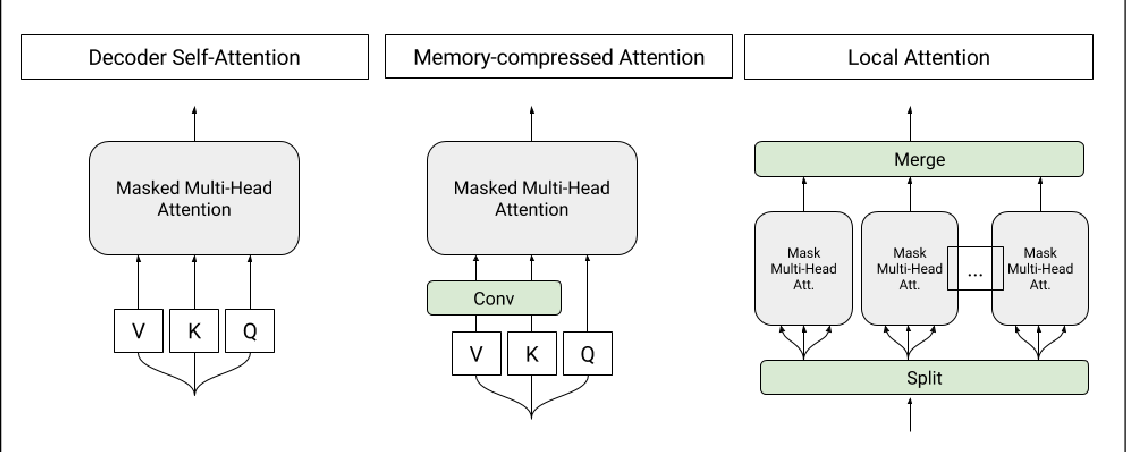 Decoder Self-Attention
Memory-compressed Attention
Local Attention
Masked Multi-Head
Attention
V
K
Q
Masked Multi-Head
Attention
Conv
V
K
Q
Merge
Mask
Multi-Head
Att.
Mask
Multi-Head
Att.
...
Mask
Multi-Head
Att.
Split